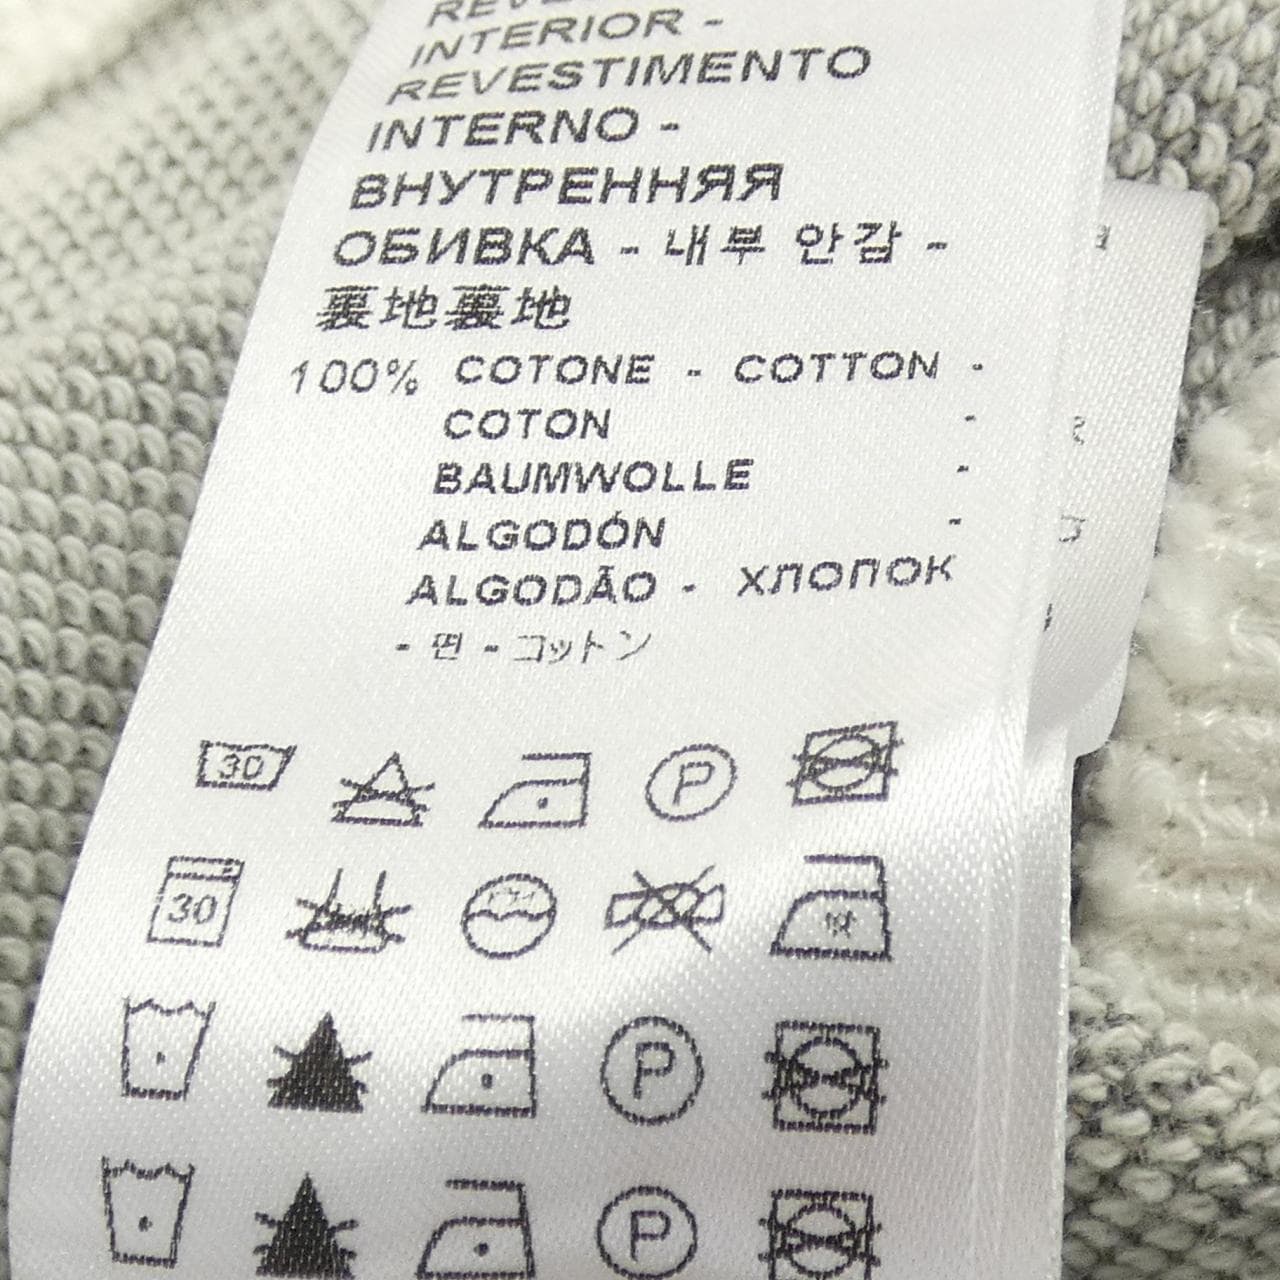 INTERIOR -
REVESTIMENTO
INTERNO -
ВНУТРЕННЯЯ
ОБИВКА - 내부 안감 -
裏地裏地
100% COTONE - COTTON -
COTON -
BAUMWOLLE -
ALGODÓN -
ALGODÃO - ХЛОПОК
- 면 - コットン
30 P
30
P
P